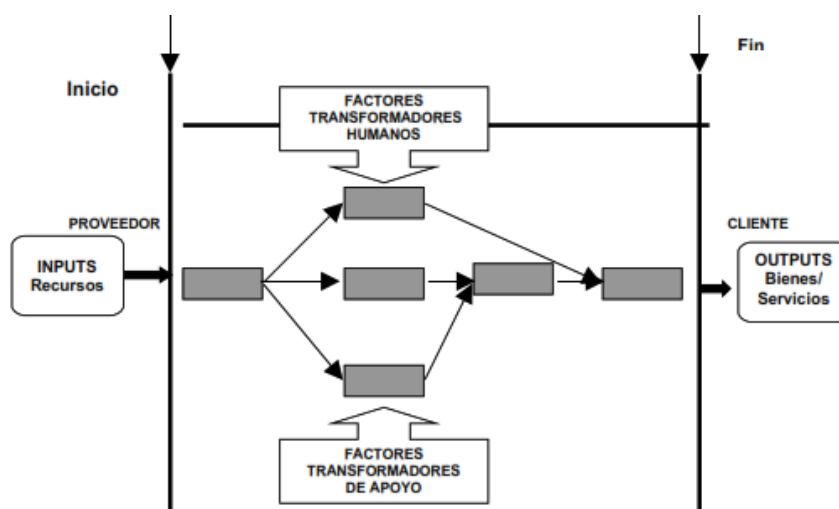 Fin
Inicio
FACTORES
TRANSFORMADORES
HUMANOS
PROVEEDOR
CLIENTE
INPUTS
Recursos
OUTPUTS
Bienes/
Servicios
FACTORES
TRANSFORMADORES
DE APOYO